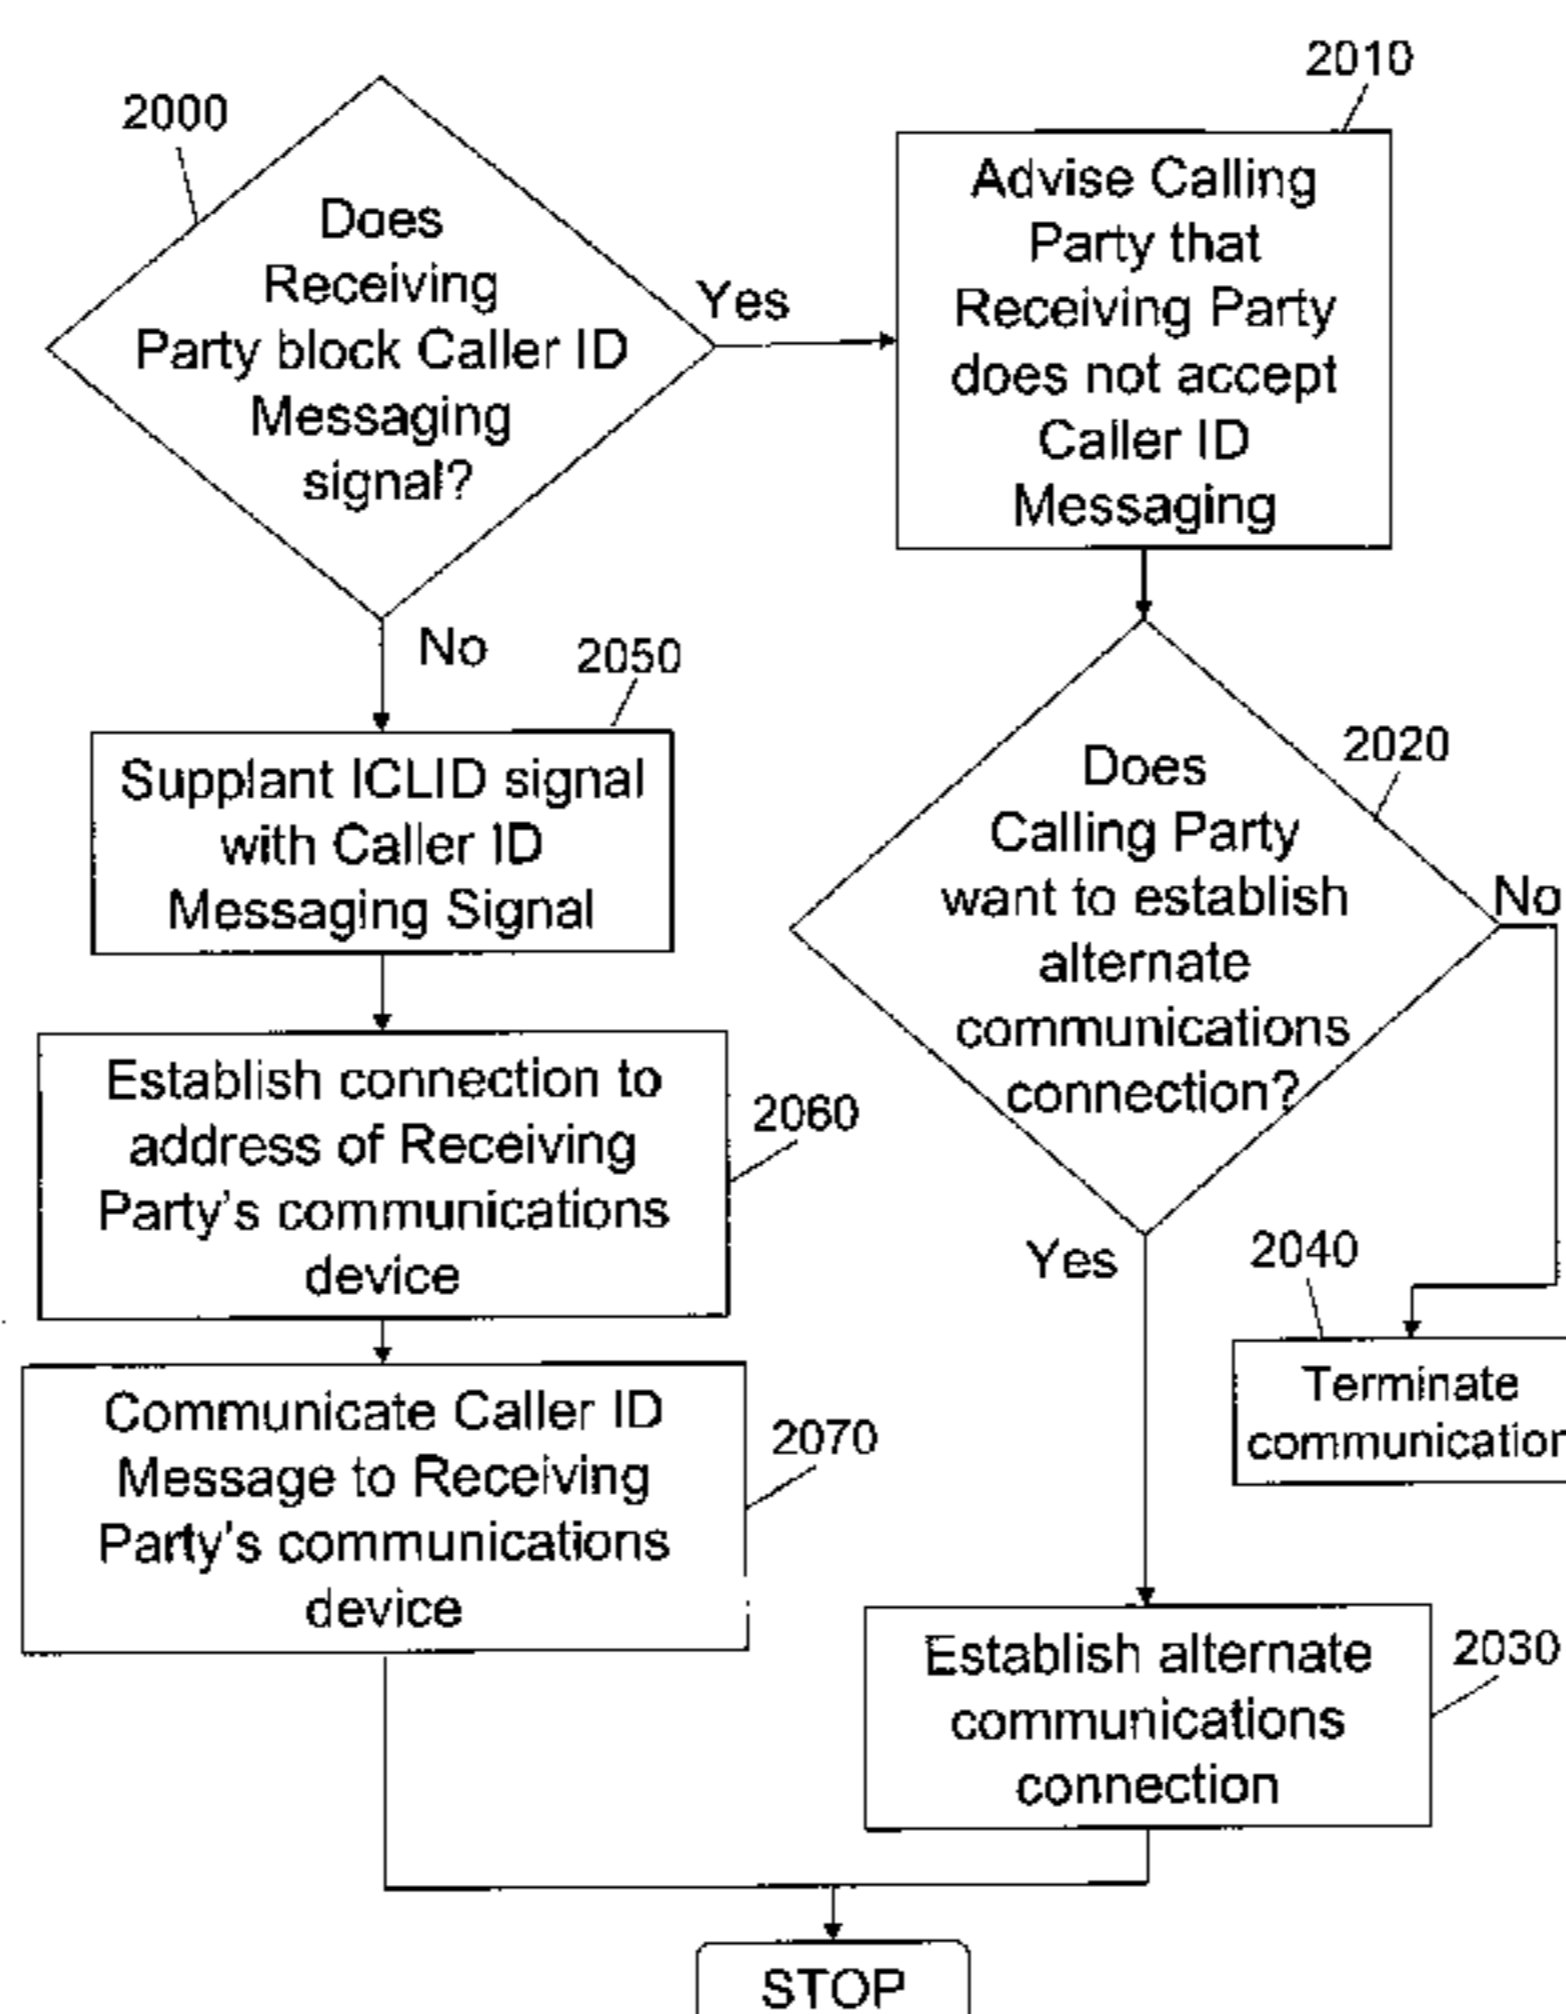 2000
Does
Receiving
Party block Caller ID
Messaging
signal?
Yes
No
2010
Advise Calling
Party that
Receiving Party
does not accept
Caller ID
Messaging
2050
Supplant ICLID signal
with Caller ID
Messaging Signal
2020
Does
Calling Party
want to establish
alternate
communications
connection?
No
Yes
2060
Establish connection to
address of Receiving
Party's communications
device
2040
Terminate
communication
2070
Communicate Caller ID
Message to Receiving
Party's communications
device
2030
Establish alternate
communications
connection
STOP